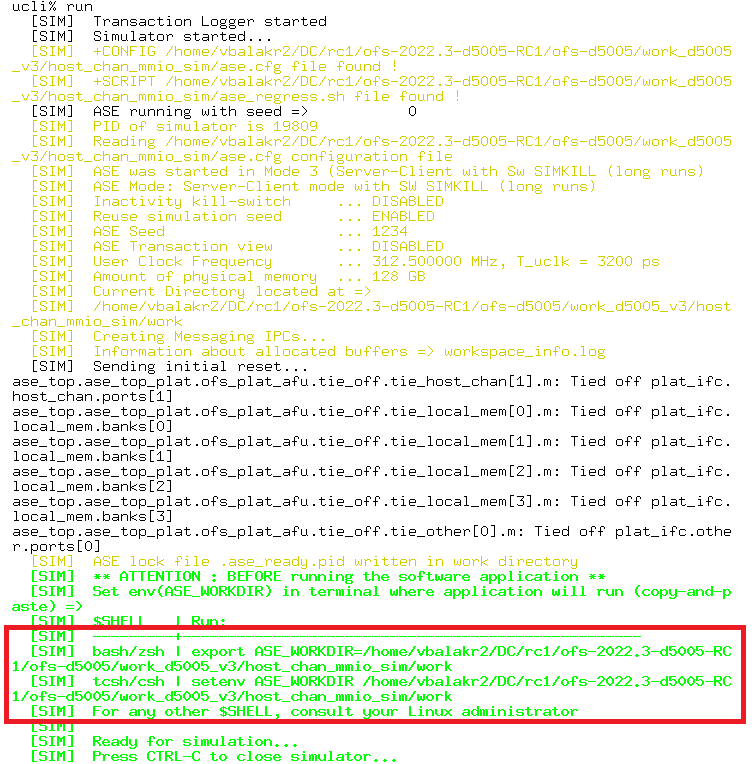 ucli% run
[SIM]  Transaction Logger started
[SIM]  Simulator started...
[SIM]  +CONFIG /home/vbalakr2/DC/rc1/ofs-2022.3-d5005-RC1/ofs-d5005/work_d5005
_v3/host_chan_mmio_sim/ase.cfg file found !
[SIM]  +SCRIPT /home/vbalakr2/DC/rc1/ofs-2022.3-d5005-RC1/ofs-d5005/work_d5005
_v3/host_chan_mmio_sim/ase_regress.sh file found !
[SIM]  ASE running with seed =>             0
[SIM]  PID of simulator is 19809
[SIM]  Reading /home/vbalakr2/DC/rc1/ofs-2022.3-d5005-RC1/ofs-d5005/work_d5005
_v3/host_chan_mmio_sim/ase.cfg configuration file
[SIM]  ASE was started in Mode 3 (Server-Client with Sw SIMKILL (long runs)
[SIM]  ASE Mode: Server-Client mode with SW SIMKILL (long runs)
[SIM]  Inactivity kill-switch      ... DISABLED
[SIM]  Reuse simulation seed       ... ENABLED
[SIM]  ASE Seed                    ... 1234
[SIM]  ASE Transaction view        ... DISABLED
[SIM]  User Clock Frequency        ... 312.500000 MHz, T_uclk = 3200 ps
[SIM]  Amount of physical memory  ... 128 GB
[SIM]  Current Directory located at =>
[SIM]  /home/vbalakr2/DC/rc1/ofs-2022.3-d5005-RC1/ofs-d5005/work_d5005_v3/host
_chan_mmio_sim/work
[SIM]  Creating Messaging IPCs...
[SIM]  Information about allocated buffers => workspace_info.log
[SIM]  Sending initial reset...
ase_top.ase_top_plat.ofs_plat_afu.tie_off.tie_host_chan[1].m: Tied off plat_ifc.
host_chan.ports[1]
ase_top.ase_top_plat.ofs_plat_afu.tie_off.tie_local_mem[0].m: Tied off plat_ifc.
local_mem.banks[0]
ase_top.ase_top_plat.ofs_plat_afu.tie_off.tie_local_mem[1].m: Tied off plat_ifc.
local_mem.banks[1]
ase_top.ase_top_plat.ofs_plat_afu.tie_off.tie_local_mem[2].m: Tied off plat_ifc.
local_mem.banks[2]
ase_top.ase_top_plat.ofs_plat_afu.tie_off.tie_local_mem[3].m: Tied off plat_ifc.
local_mem.banks[3]
ase_top.ase_top_plat.ofs_plat_afu.tie_off.tie_other[0].m: Tied off plat_ifc.othe
r.ports[0]
[SIM]  ASE lock file .ase_ready.pid written in work directory
[SIM]  ** ATTENTION : BEFORE running the software application **
[SIM]  Set env(ASE_WORKDIR) in terminal where application will run (copy-and-p
aste) =>
[SIM]  $SHELL   | Run:
[SIM]  ---------+---------------------------------------------------
[SIM]  bash/zsh | export ASE_WORKDIR=/home/vbalakr2/DC/rc1/ofs-2022.3-d5005-RC
1/ofs-d5005/work_d5005_v3/host_chan_mmio_sim/work
[SIM]  tcsh/csh | setenv ASE_WORKDIR /home/vbalakr2/DC/rc1/ofs-2022.3-d5005-RC
1/ofs-d5005/work_d5005_v3/host_chan_mmio_sim/work
[SIM]  For any other $SHELL, consult your Linux administrator
[SIM]
[SIM]  Ready for simulation...
[SIM]  Press CTRL-C to close simulator...